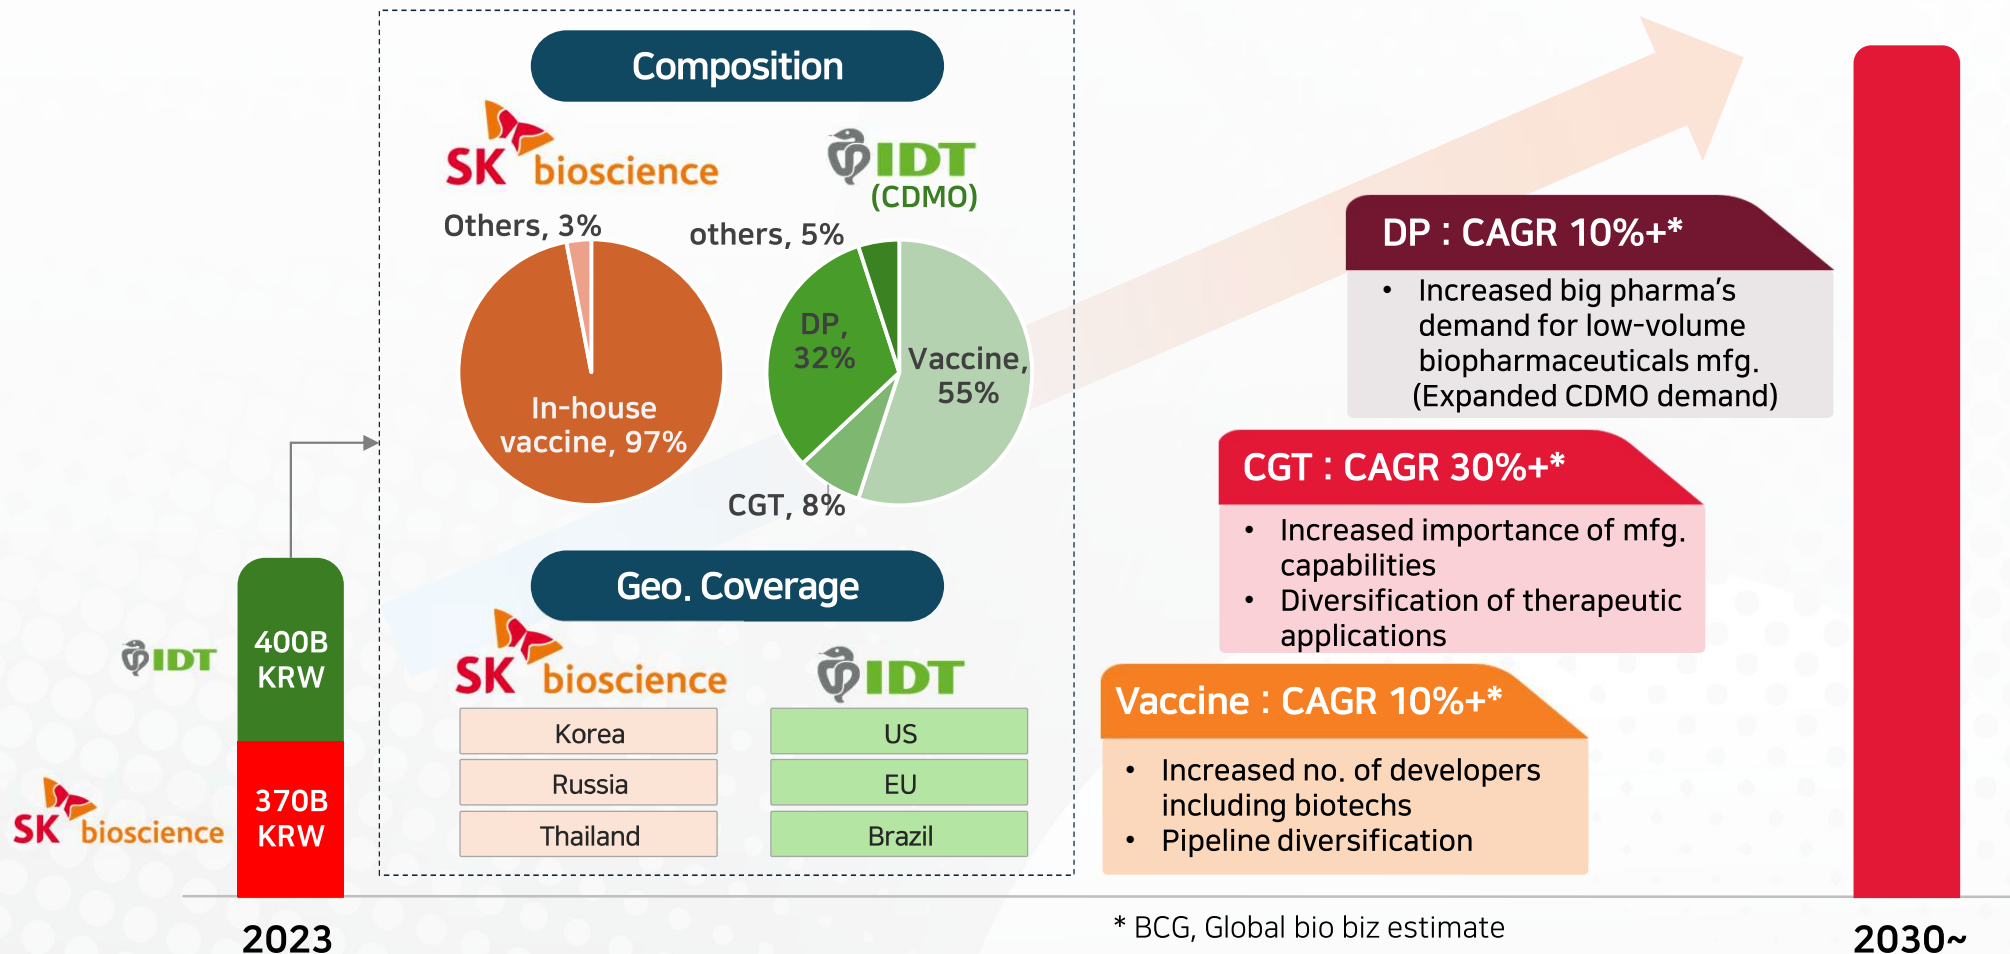 Composition
SK bioscience
IDT
(CDMO)
Others, 3%
In-house
vaccine, 97%
others, 5%
DP,
32%
Vaccine,
55%
CGT, 8%
Geo. Coverage
SK bioscience
Korea
Russia
Thailand
IDT
US
EU
Brazil
IDT
400B
KRW
SK bioscience
370B
KRW
2023
DP : CAGR 10%+*
• Increased big pharma's
demand for low-volume
biopharmaceuticals mfg.
(Expanded CDMO demand)
CGT : CAGR 30%+*
• Increased importance of mfg.
capabilities
• Diversification of therapeutic
applications
Vaccine : CAGR 10%+*
• Increased no. of developers
including biotechs
• Pipeline diversification
* BCG, Global bio biz estimate
2030~